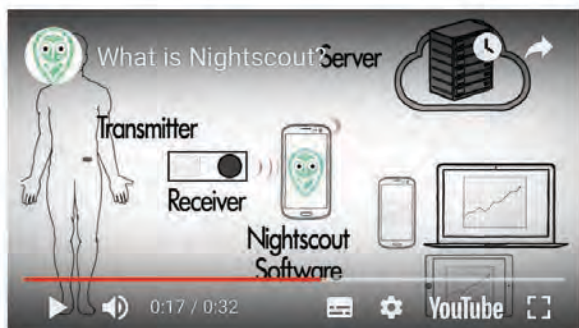 What is Nightscout?
Server
Transmitter
Receiver
Nightscout
Software
0:17 / 0:32
YouTube